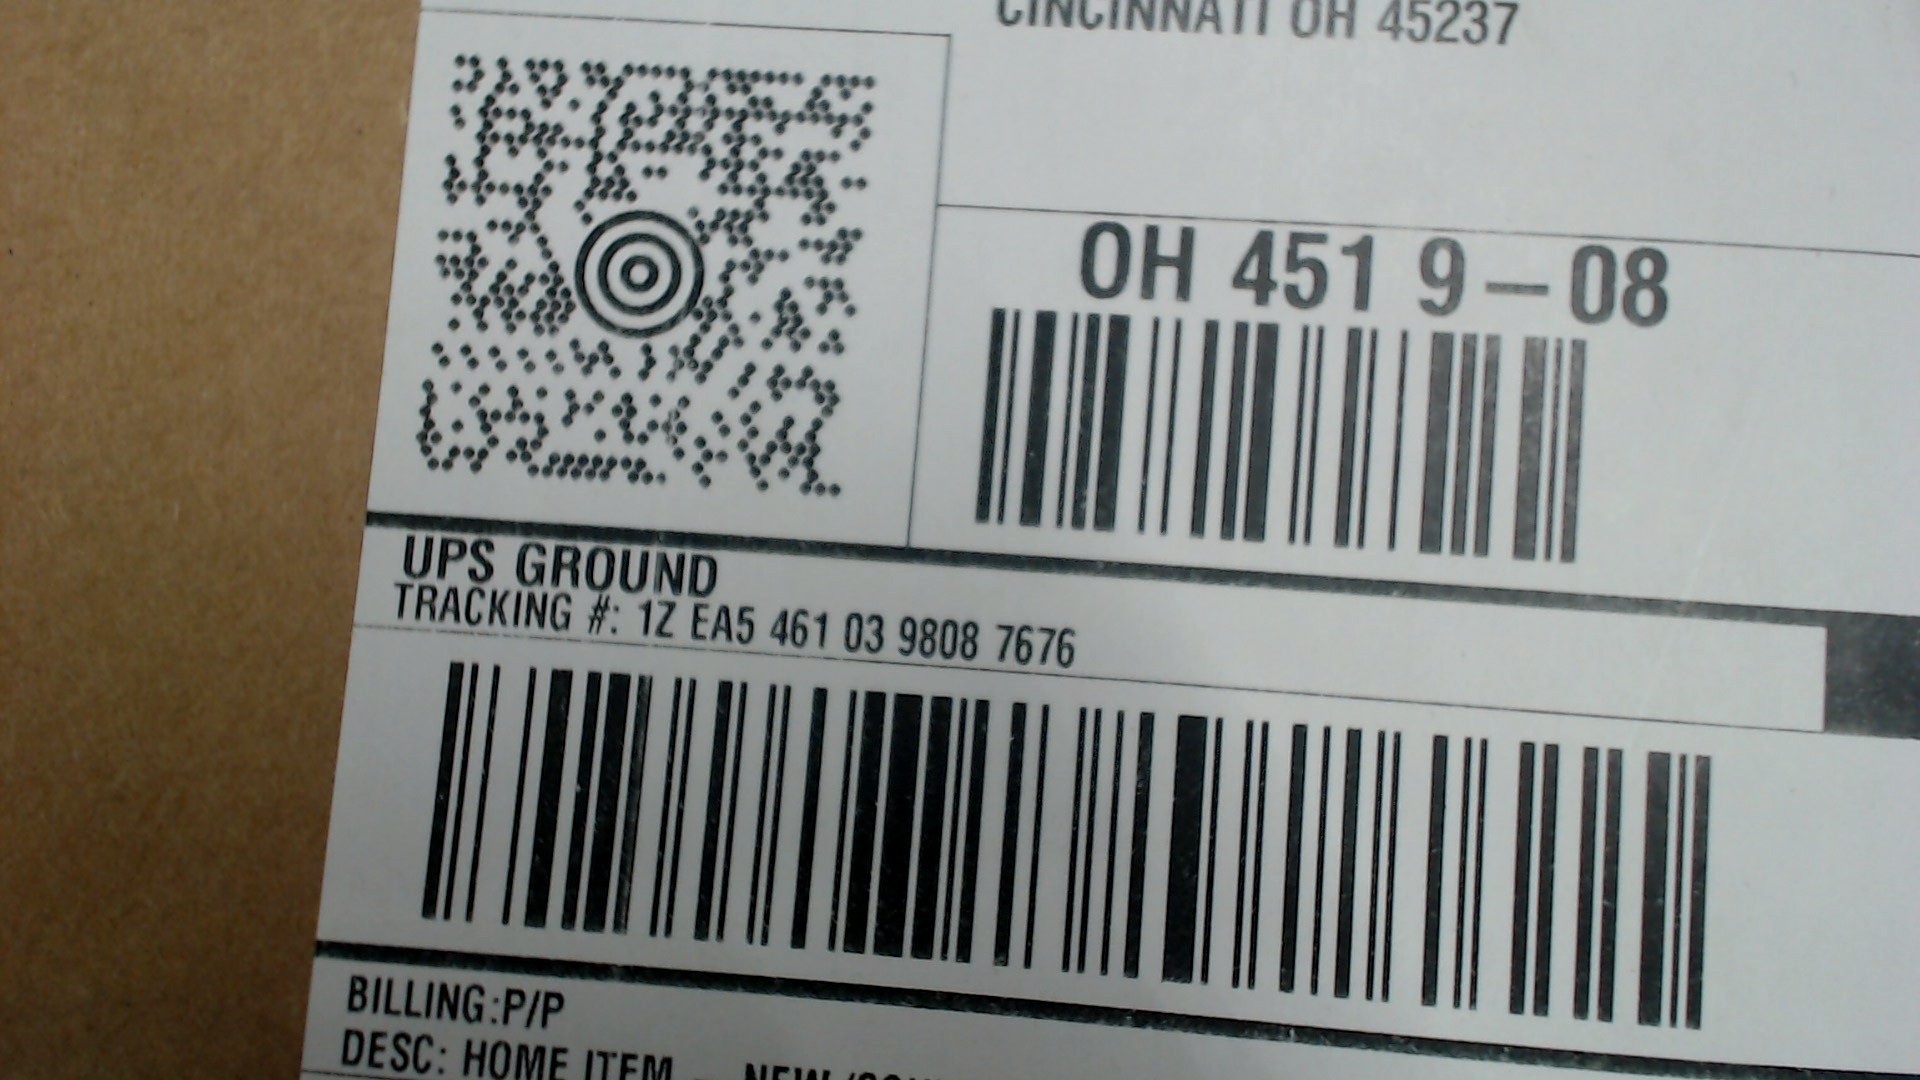 CINCINNATI OH 45237
OH 451 9-08
UPS GROUND
TRACKING #: 1Z EA5 461 03 9808 7676
BILLING:P/P
DESC: HOME ITEM - NEW